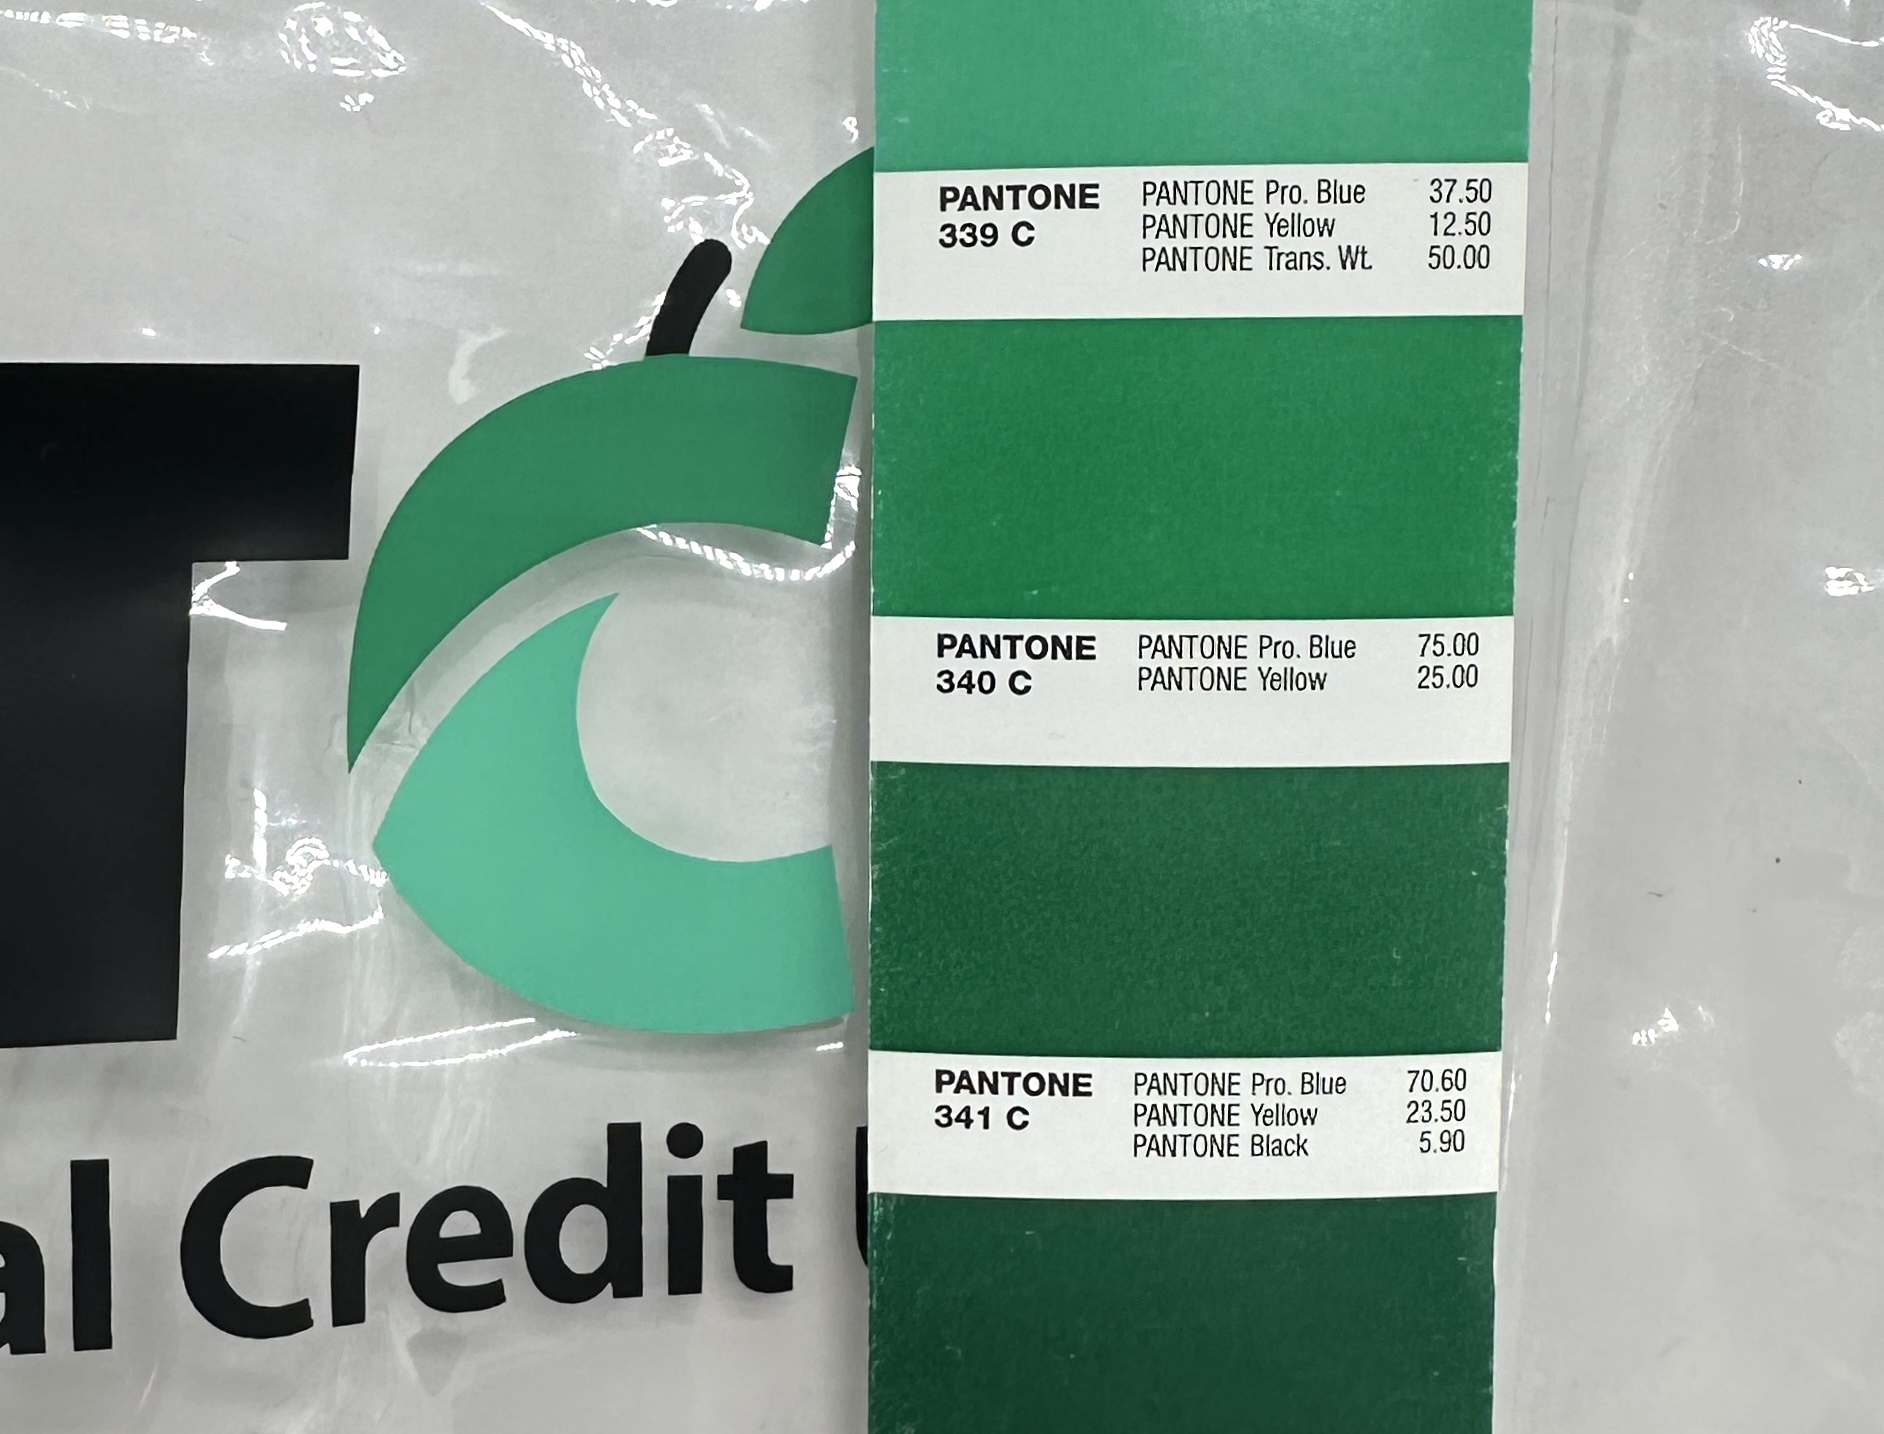 T
al Credit
PANTONE 339 C
PANTONE Pro. Blue 37.50
PANTONE Yellow 12.50
PANTONE Trans. Wt. 50.00
PANTONE 340 C
PANTONE Pro. Blue 75.00
PANTONE Yellow 25.00
PANTONE 341 C
PANTONE Pro. Blue 70.60
PANTONE Yellow 23.50
PANTONE Black 5.90